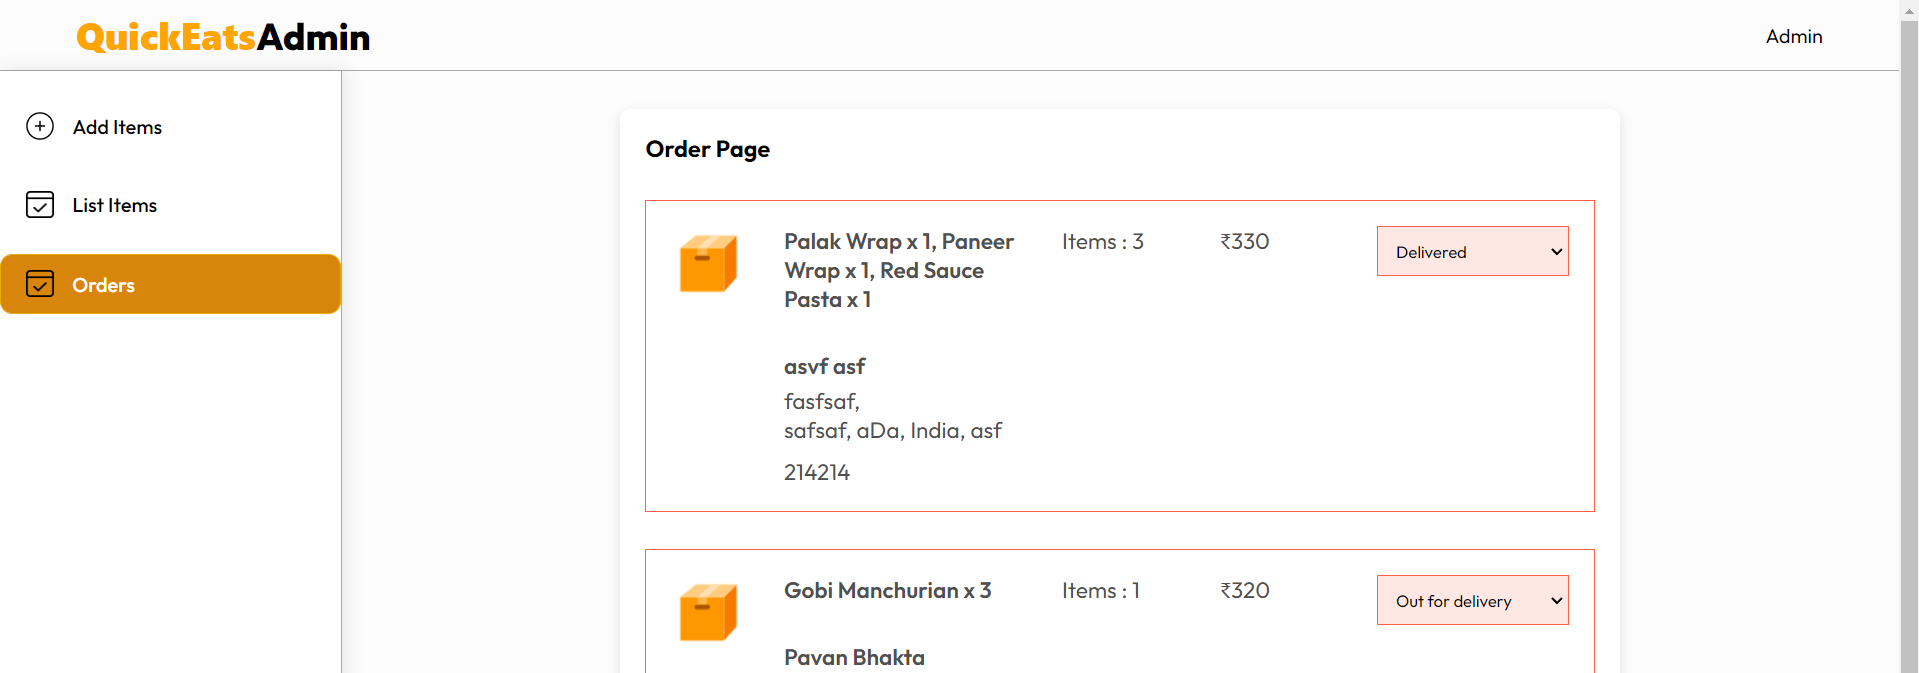 QuickEatsAdmin
Admin
Add Items
List Items
Orders
Order Page
Palak Wrap x 1, Paneer
Wrap x 1, Red Sauce
Pasta x 1
Items : 3
₹330
Delivered
asvf asf
fasfsaf,
safsaf, aDa, India, asf
214214
Gobi Manchurian x 3
Items : 1
₹320
Out for delivery
Pavan Bhakta